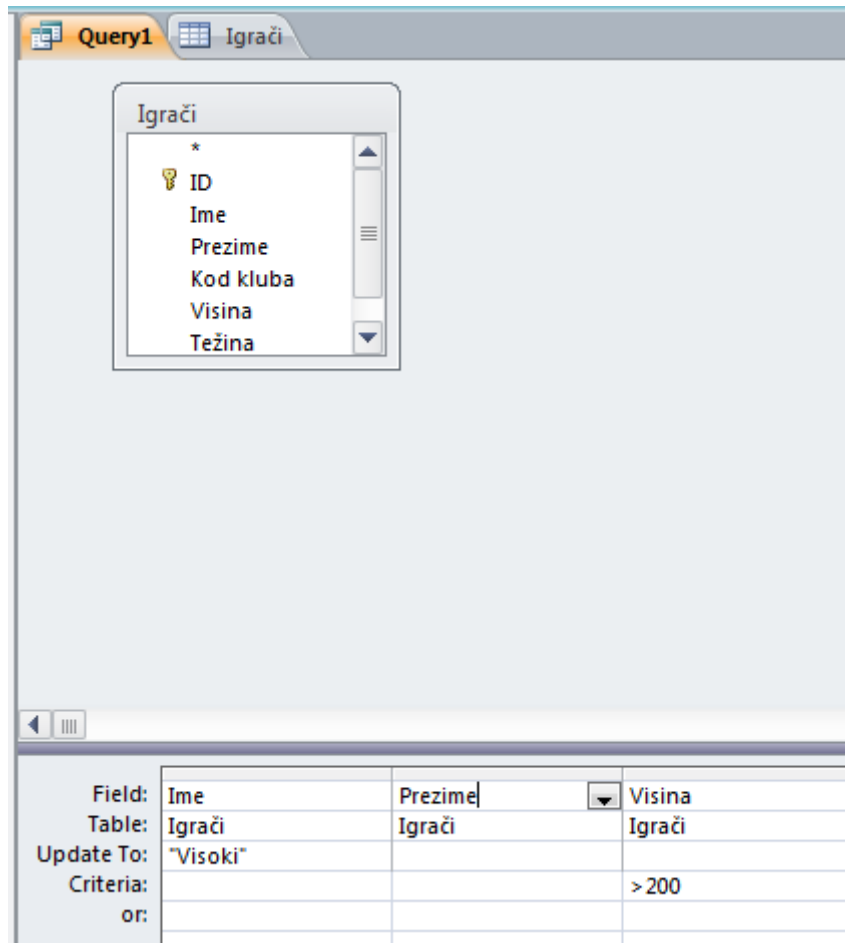 Query1 Igrači
Igrači
*
ID
Ime
Prezime
Kod kluba
Visina
Težina
Field: Ime Prezime Visina
Table: Igrači Igrači Igrači
Update To: "Visoki"
Criteria: >200
or: